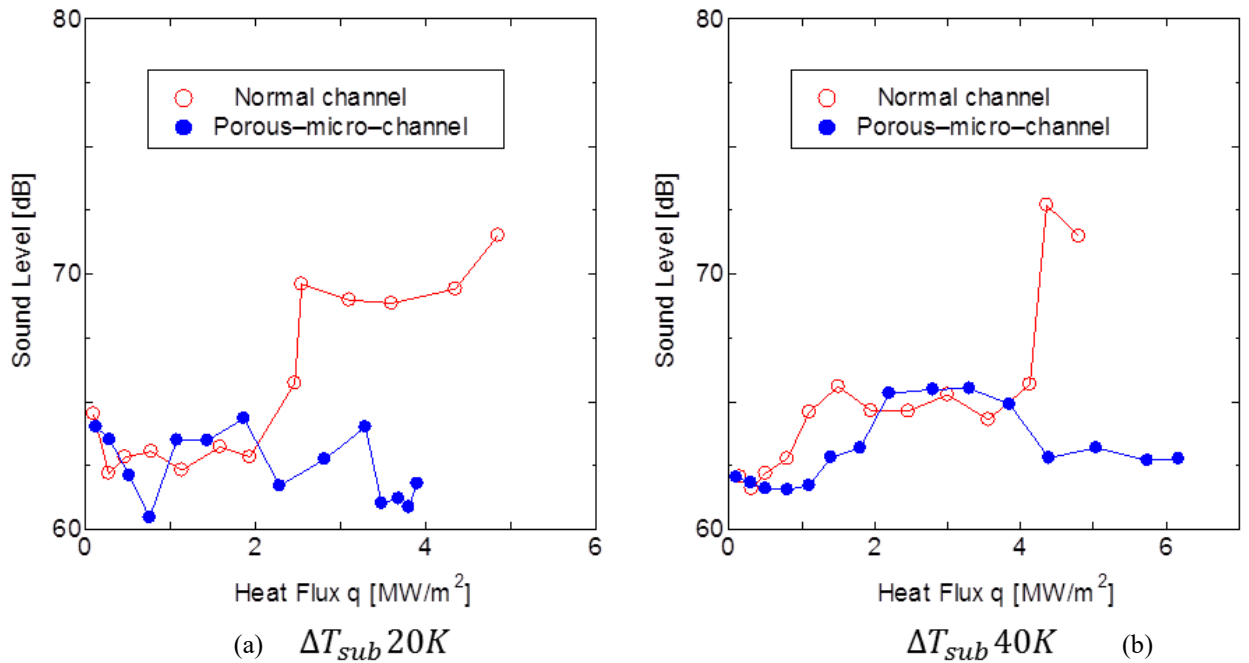 80
70
60
Sound Level [dB]
Normal channel
Porous–micro–channel
0
2
4
6
Heat Flux q [MW/m²]
(a) ΔT_sub 20K
80
70
60
Sound Level [dB]
Normal channel
Porous–micro–channel
0
2
4
6
Heat Flux q [MW/m²]
ΔT_sub 40K (b)